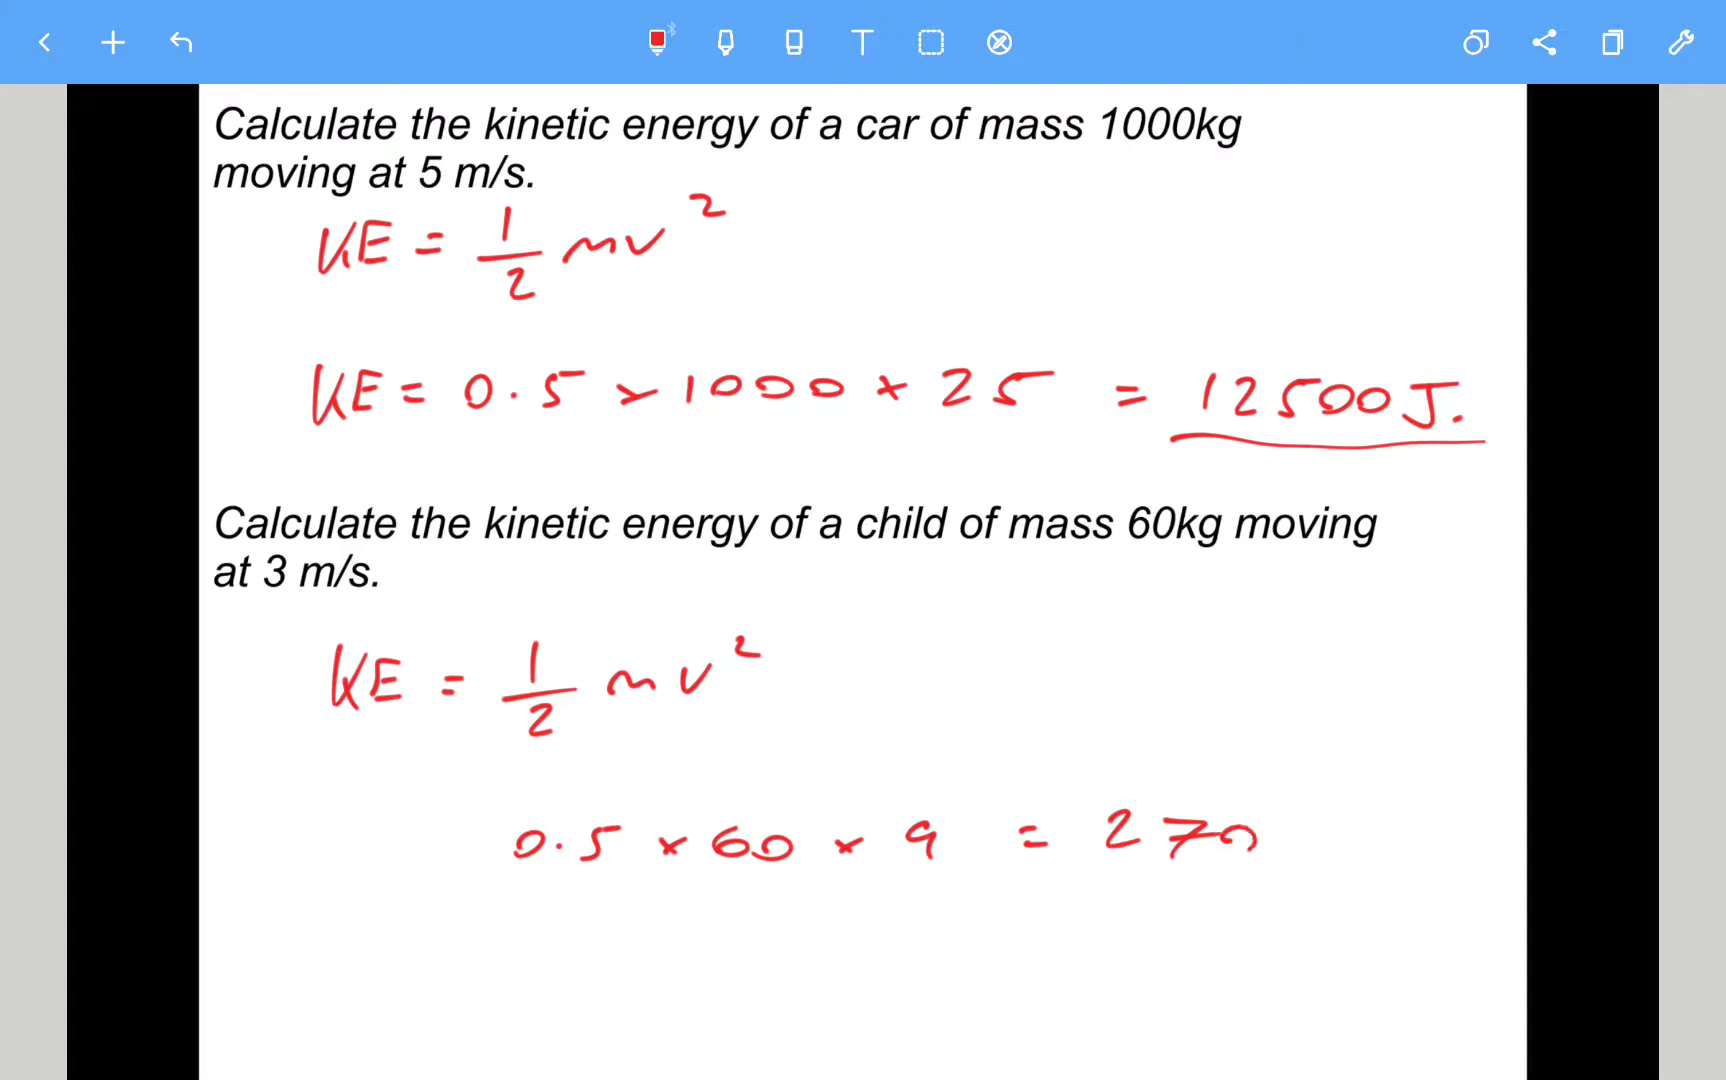 Calculate the kinetic energy of a car of mass 1000kg
moving at 5 m/s.
KE = 1/2 mv²
KE = 0.5 × 1000 × 25 = 12500 J.
Calculate the kinetic energy of a child of mass 60kg moving
at 3 m/s.
KE = 1/2 mv²
0.5 × 60 × 9 = 270